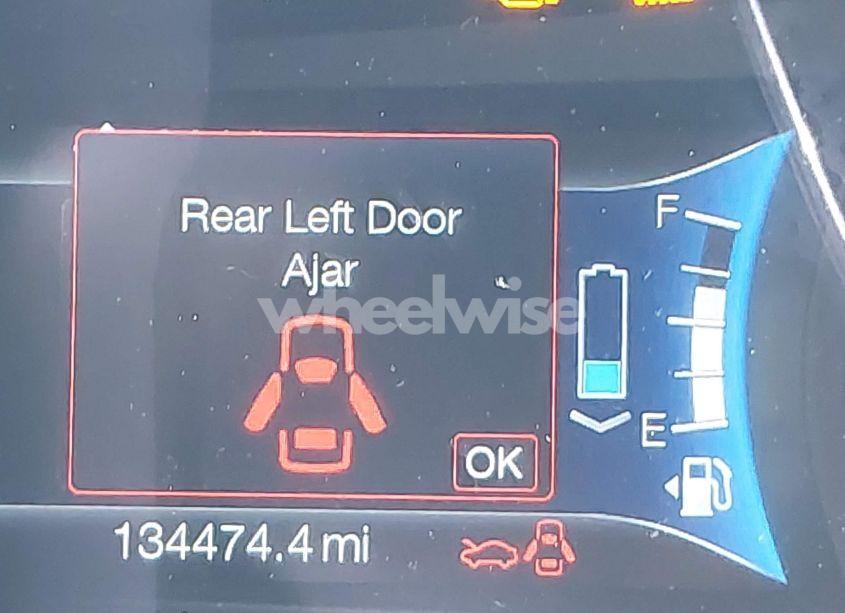 Rear Left Door
Ajar
wheelwise
OK
F
E
134474.4 mi